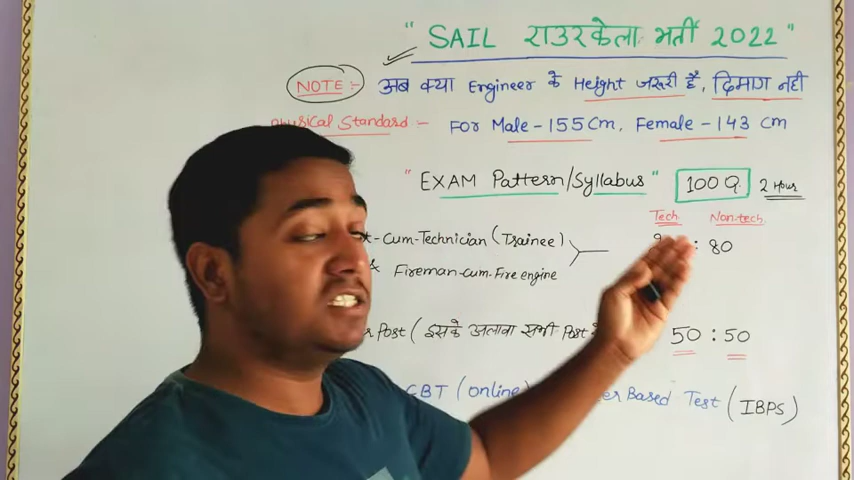 " SAIL राउरकेला भर्ती 2022 "
NOTE :- अब क्या Engineer के Height जरूरी है, दिमाग नही
Physical Standard :- For Male - 155 Cm, Female - 143 cm
" EXAM Pattern/Syllabus " 100 Q. 2 Hour
Tech. Non-tech.
-Cum-Technician (Trainee) : 80
& Fireman-cum-Fire engine
Post (इसके अलावा सभी Post 50 : 50
CBT (online) Based Test (IBPS)